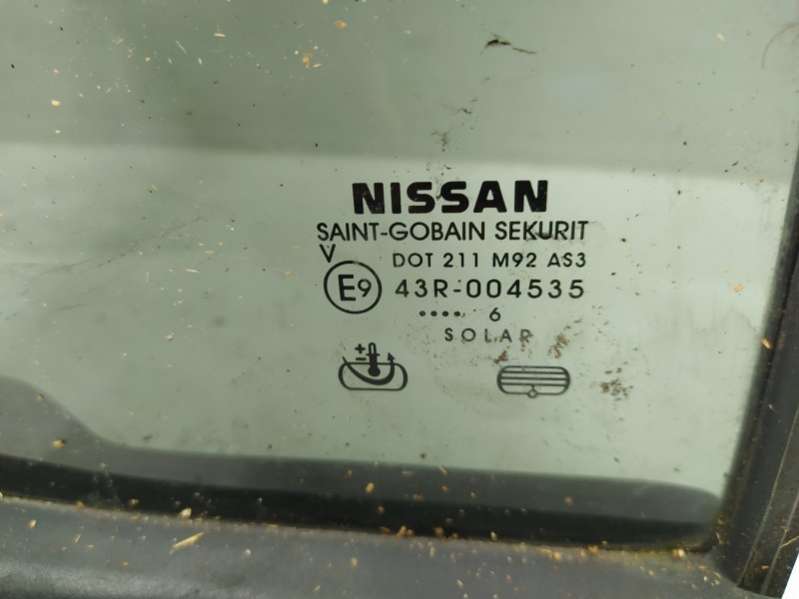 NISSAN
SAINT-GOBAIN SEKURIT
V
DOT 211 M92 AS3
E9 43R-004535
•••• 6
SOLAR
+
−